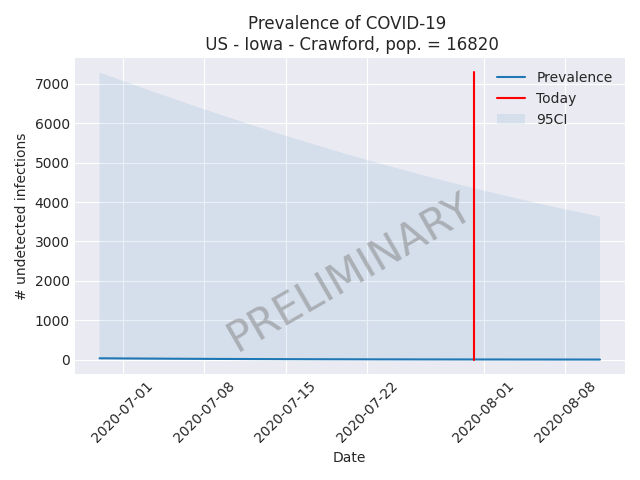 Prevalence of COVID-19
US - Iowa - Crawford, pop. = 16820
Prevalence
Today
95CI
# undetected infections
7000
6000
5000
4000
3000
2000
1000
0
PRELIMINARY
2020-07-01
2020-07-08
2020-07-15
2020-07-22
2020-08-01
2020-08-08
Date